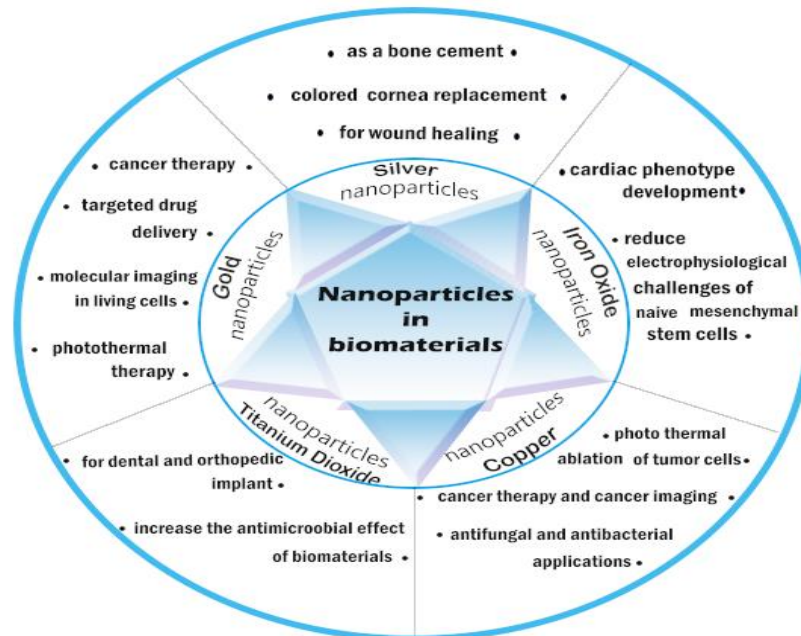 • as a bone cement •
• colored cornea replacement •
• for wound healing •
Silver
nanoparticles
• cancer therapy •
• targeted drug
delivery •
• molecular imaging
in living cells •
• photothermal
therapy •
Gold
nanoparticles
• cardiac phenotype
development •
• reduce
electrophysiological
challenges of
naive mesenchymal
stem cells •
Iron Oxide
nanoparticles
Nanoparticles
in
biomaterials
nanoparticles
Titanium Dioxide
• for dental and orthopedic
implant •
• increase the antimicroobial effect
of biomaterials •
nanoparticles
Copper
• photo thermal
ablation of tumor cells •
• cancer therapy and cancer imaging •
• antifungal and antibacterial
applications •